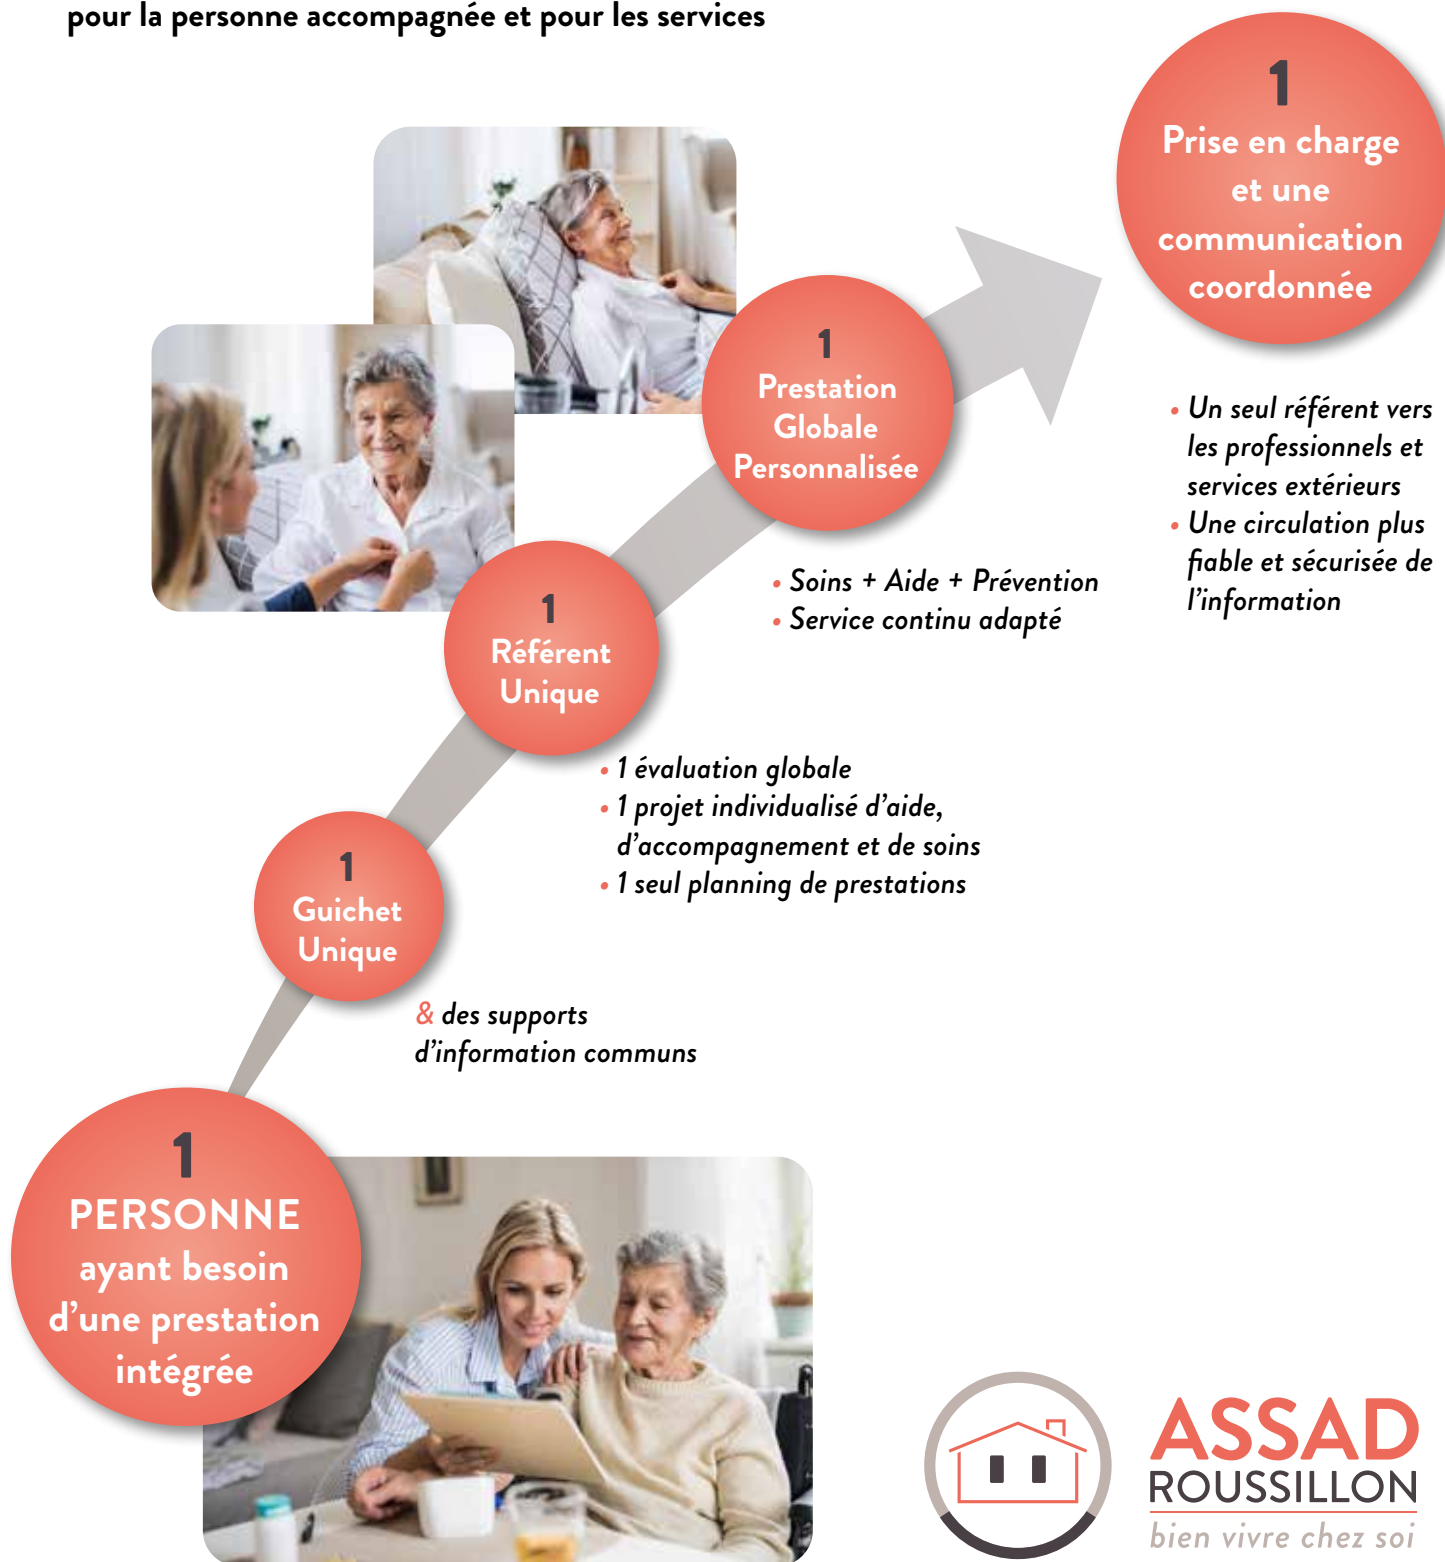 pour la personne accompagnée et pour les services
1
Prise en charge
et une
communication
coordonnée
• Un seul référent vers
les professionnels et
services extérieurs
• Une circulation plus
fiable et sécurisée de
l’information
1
Prestation
Globale
Personnalisée
• Soins + Aide + Prévention
• Service continu adapté
1
Référent
Unique
• 1 évaluation globale
• 1 projet individualisé d’aide,
d’accompagnement et de soins
• 1 seul planning de prestations
1
Guichet
Unique
& des supports
d’information communs
1
PERSONNE
ayant besoin
d’une prestation
intégrée
ASSAD
ROUSSILLON
bien vivre chez soi